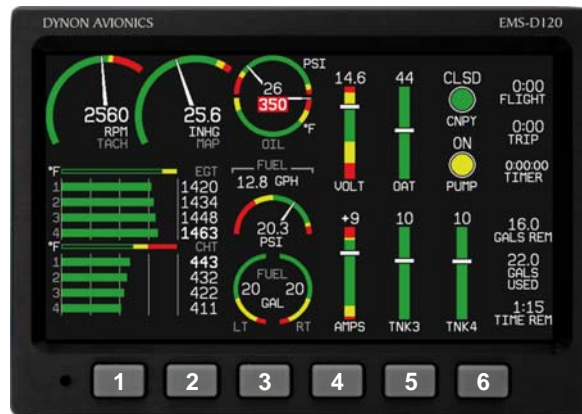 DYNON AVIONICS
EMS-D120
2560
RPM
TACH
25.6
INHG
MAP
PSI
26
350
°F
OIL
14.6
VOLT
44
OAT
CLSD
CNPY
ON
PUMP
0:00
FLIGHT
0:00
TRIP
0:00:00
TIMER
°F EGT
1 1420
2 1434
3 1448
4 1463
°F CHT
1 443
2 432
3 422
4 411
FUEL
12.8 GPH
20.3
PSI
FUEL
20 20
GAL
LT RT
+9
AMPS
10
TNK3
10
TNK4
16.0
GALS REM
22.0
GALS
USED
1:15
TIME REM
1 2 3 4 5 6